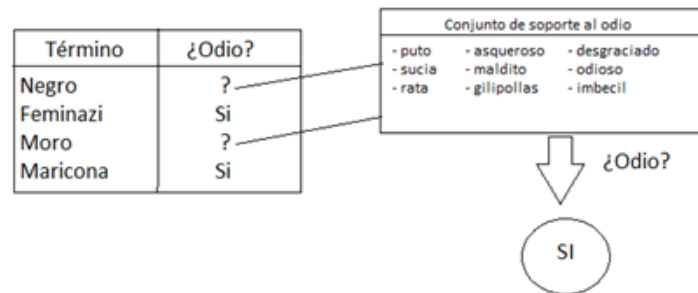 Término ¿Odio?
Negro ?
Feminazi Si
Moro ?
Maricona Si
Conjunto de soporte al odio
- puto - asqueroso - desgraciado
- sucia - maldito - odioso
- rata - gilipollas - imbecil
¿Odio?
SI